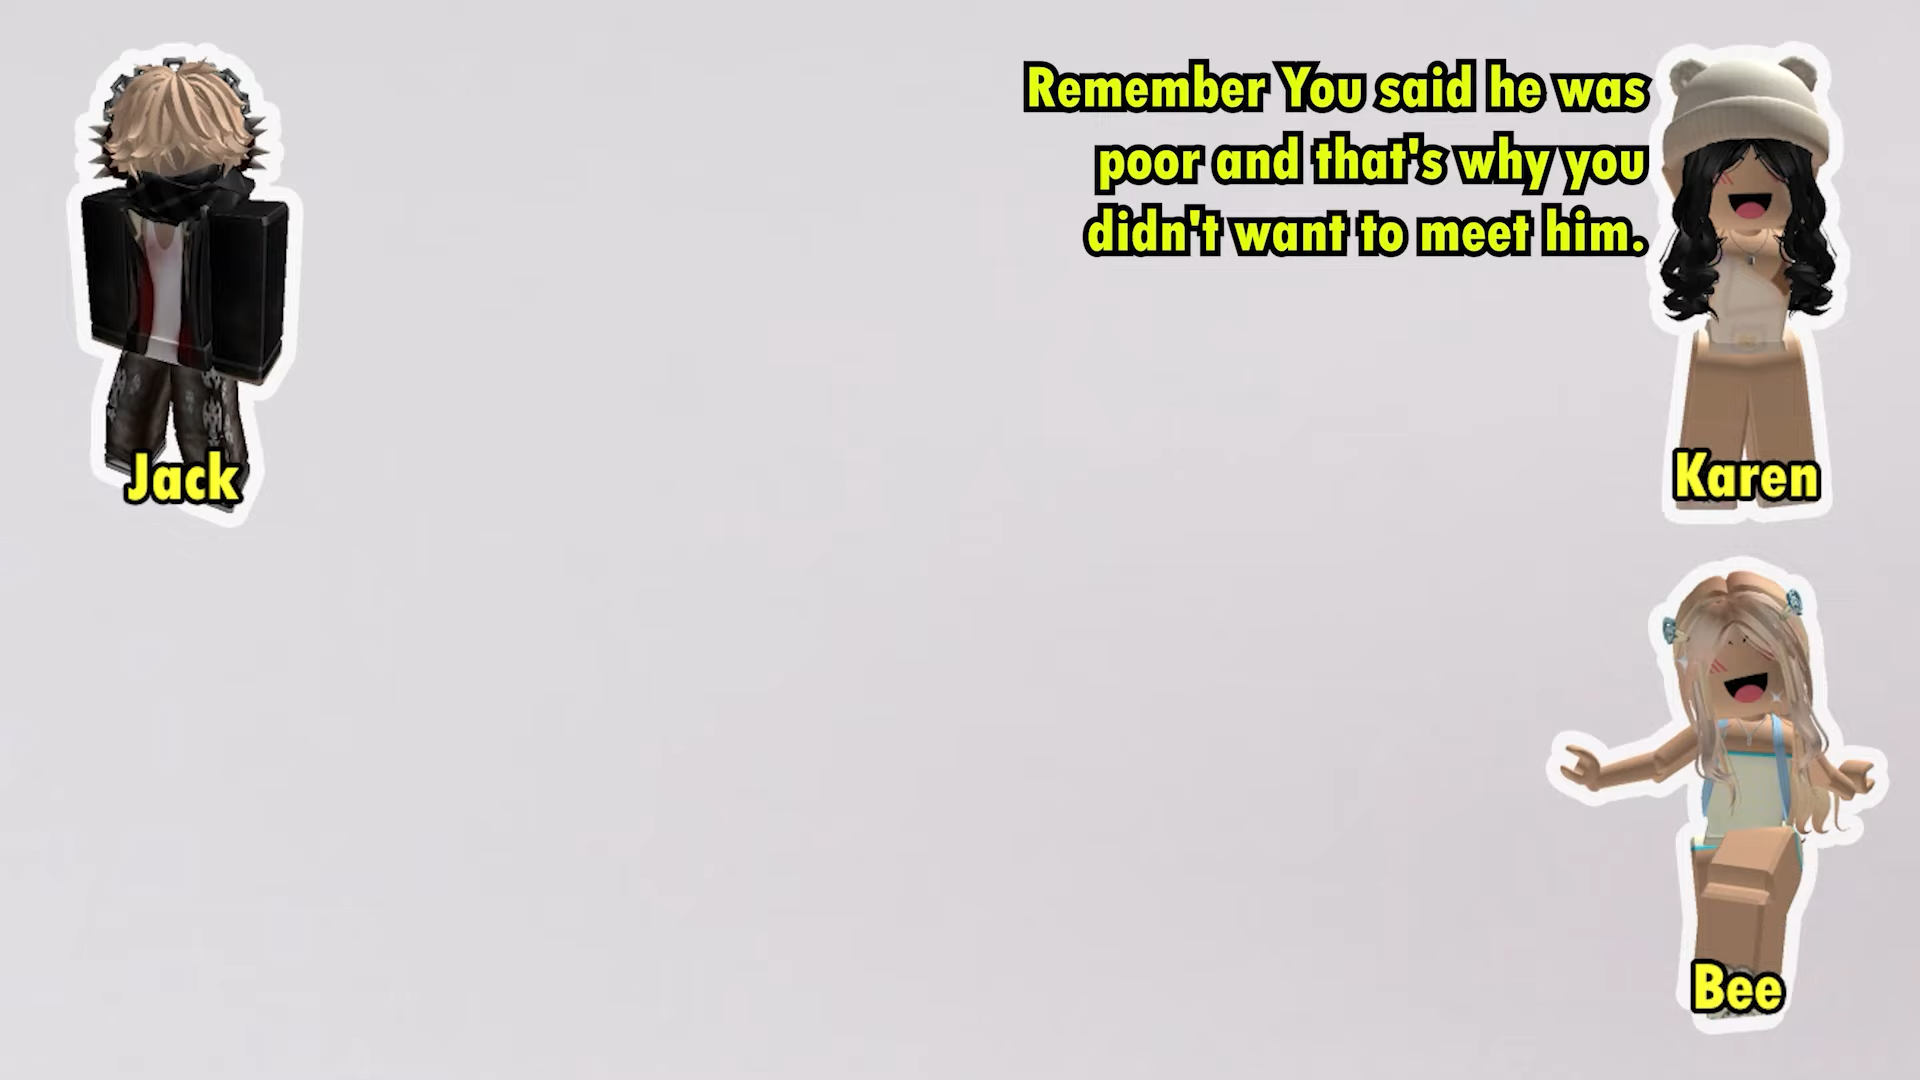 Remember You said he was
poor and that's why you
didn't want to meet him.
Jack
Karen
Bee